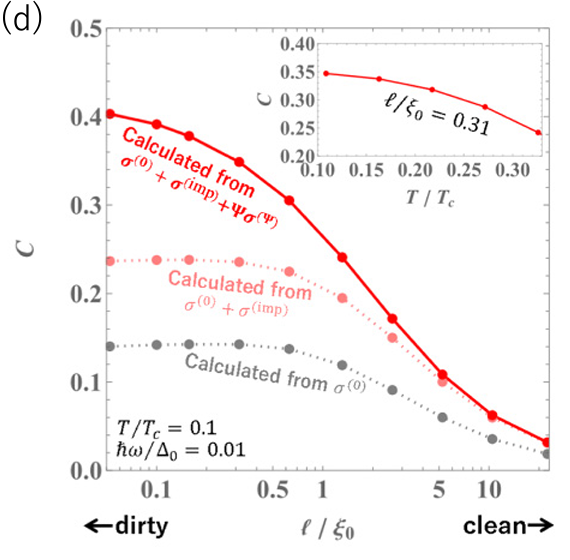 (d)
0.5
0.4
0.3
0.2
0.1
0.0
C
0.1
0.5
1
5
10
←dirty
ℓ / ξ₀
clean→
Calculated from
σ⁽⁰⁾ + σ⁽ⁱᵐᵖ⁾+Ψσ⁽Ψ⁾
Calculated from
σ⁽⁰⁾ + σ⁽ⁱᵐᵖ⁾
Calculated from σ⁽⁰⁾
T/T_c = 0.1
ℏω/Δ₀ = 0.01
0.40
0.35
0.30
0.25
0.20
C
ℓ/ξ₀ = 0.31
0.10
0.15
0.20
0.25
0.30
T / T_c